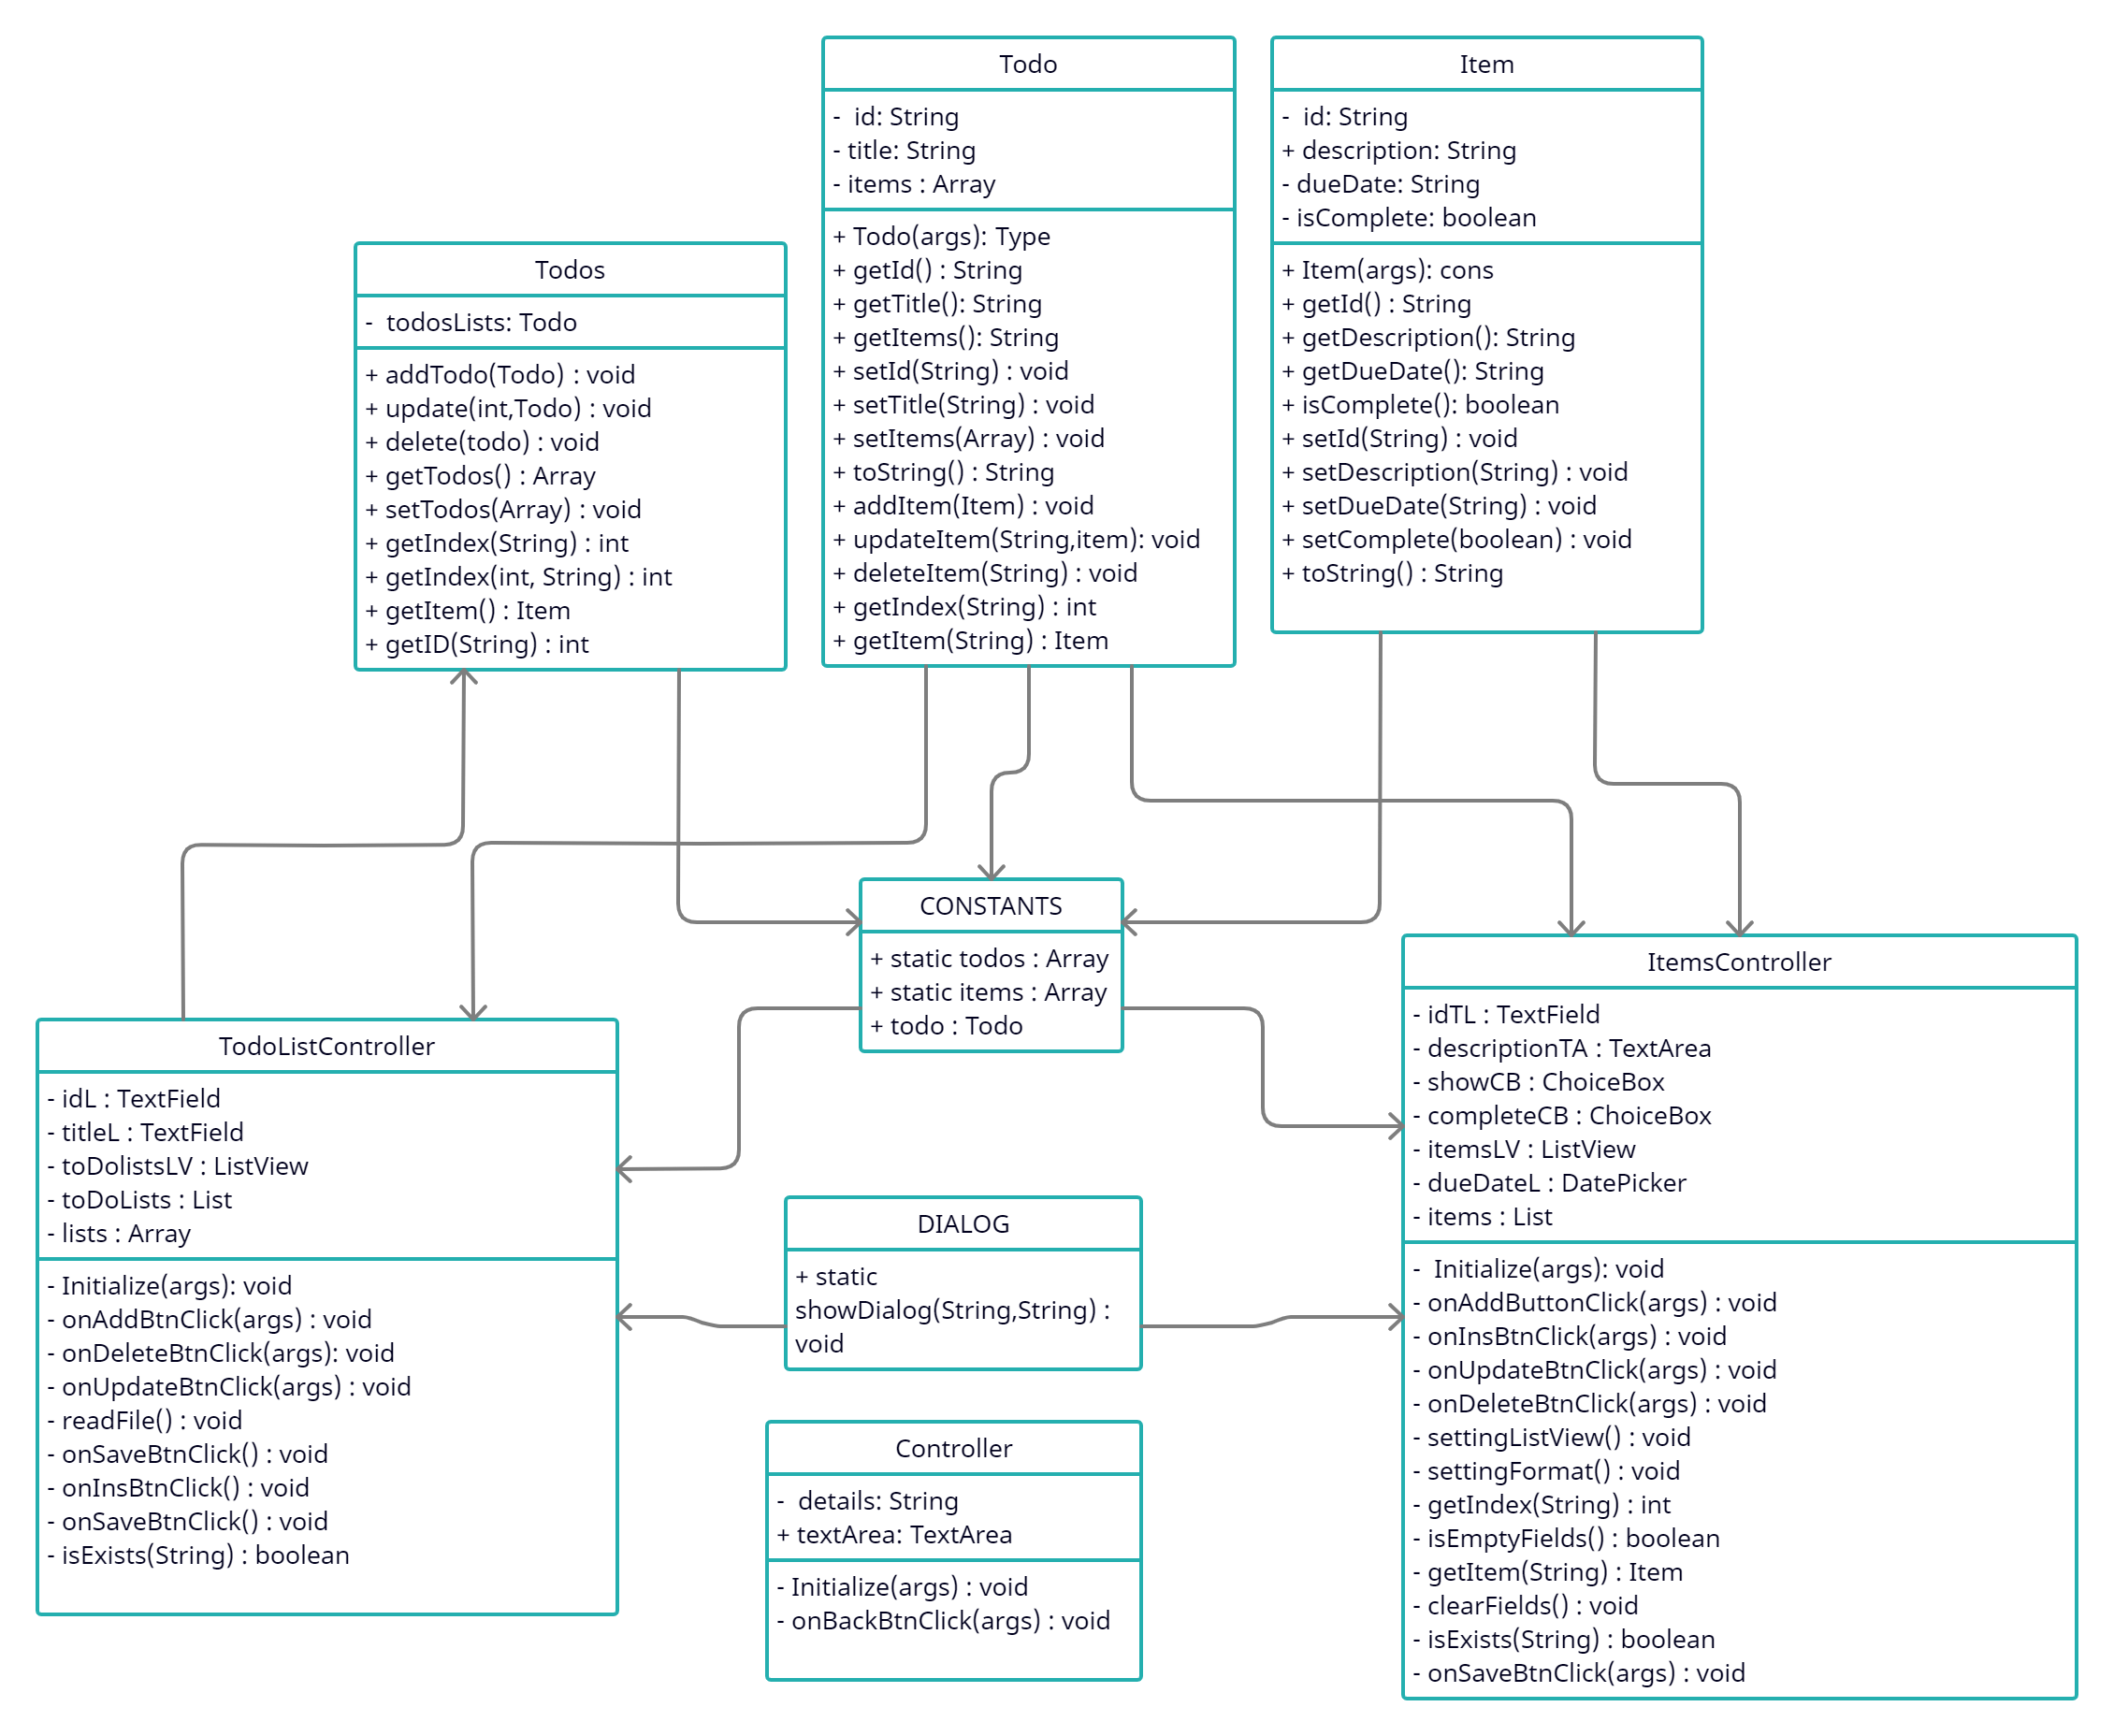 Todo
-  id: String
- title: String
- items : Array
+ Todo(args): Type
+ getId() : String
+ getTitle(): String
+ getItems(): String
+ setId(String) : void
+ setTitle(String) : void
+ setItems(Array) : void
+ toString() : String
+ addItem(Item) : void
+ updateItem(String,item): void
+ deleteItem(String) : void
+ getIndex(String) : int
+ getItem(String) : Item
Item
-  id: String
+ description: String
- dueDate: String
- isComplete: boolean
+ Item(args): cons
+ getId() : String
+ getDescription(): String
+ getDueDate(): String
+ isComplete(): boolean
+ setId(String) : void
+ setDescription(String) : void
+ setDueDate(String) : void
+ setComplete(boolean) : void
+ toString() : String
Todos
-  todosLists: Todo
+ addTodo(Todo) : void
+ update(int,Todo) : void
+ delete(todo) : void
+ getTodos() : Array
+ setTodos(Array) : void
+ getIndex(String) : int
+ getIndex(int, String) : int
+ getItem() : Item
+ getID(String) : int
CONSTANTS
+ static todos : Array
+ static items : Array
+ todo : Todo
TodoListController
- idL : TextField
- titleL : TextField
- toDolistsLV : ListView
- toDoLists : List
- lists : Array
- Initialize(args): void
- onAddBtnClick(args) : void
- onDeleteBtnClick(args): void
- onUpdateBtnClick(args) : void
- readFile() : void
- onSaveBtnClick() : void
- onInsBtnClick() : void
- onSaveBtnClick() : void
- isExists(String) : boolean
DIALOG
+ static
showDialog(String,String) :
void
Controller
-  details: String
+ textArea: TextArea
- Initialize(args) : void
- onBackBtnClick(args) : void
ItemsController
- idTL : TextField
- descriptionTA : TextArea
- showCB : ChoiceBox
- completeCB : ChoiceBox
- itemsLV : ListView
- dueDateL : DatePicker
- items : List
-  Initialize(args): void
- onAddButtonClick(args) : void
- onInsBtnClick(args) : void
- onUpdateBtnClick(args) : void
- onDeleteBtnClick(args) : void
- settingListView() : void
- settingFormat() : void
- getIndex(String) : int
- isEmptyFields() : boolean
- getItem(String) : Item
- clearFields() : void
- isExists(String) : boolean
- onSaveBtnClick(args) : void